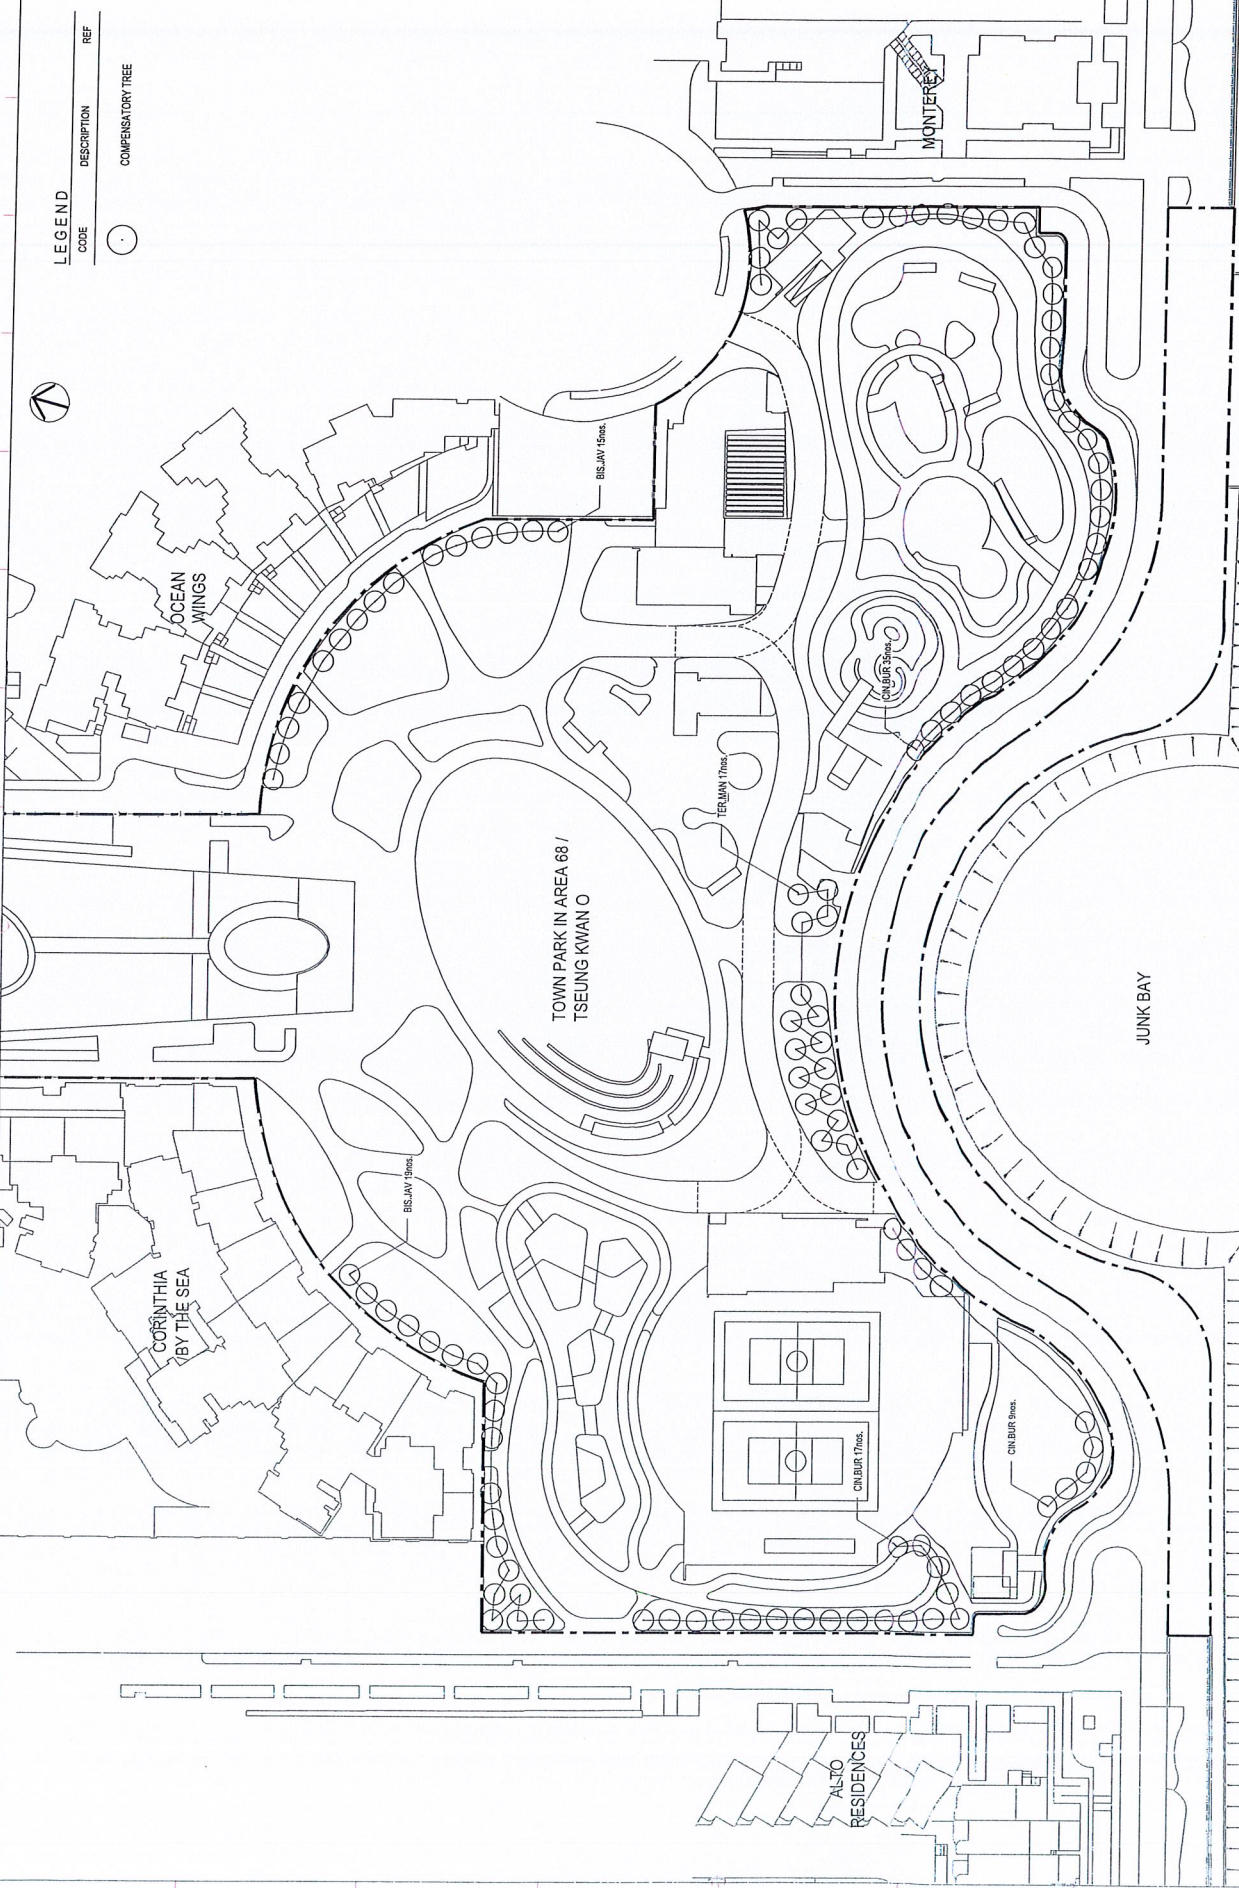 LEGEND
CODE DESCRIPTION REF
COMPENSATORY TREE
MONTEREY
OCEAN
WINGS
BIS.JAV 15nos.
CIN.BUR 35nos.
TER.MAN 17nos.
TOWN PARK IN AREA 68 /
TSEUNG KWAN O
JUNK BAY
BIS.JAV 19nos.
CORINTHIA
BY THE SEA
CIN.BUR 17nos.
CIN.BUR 9nos.
ALTO
RESIDENCES